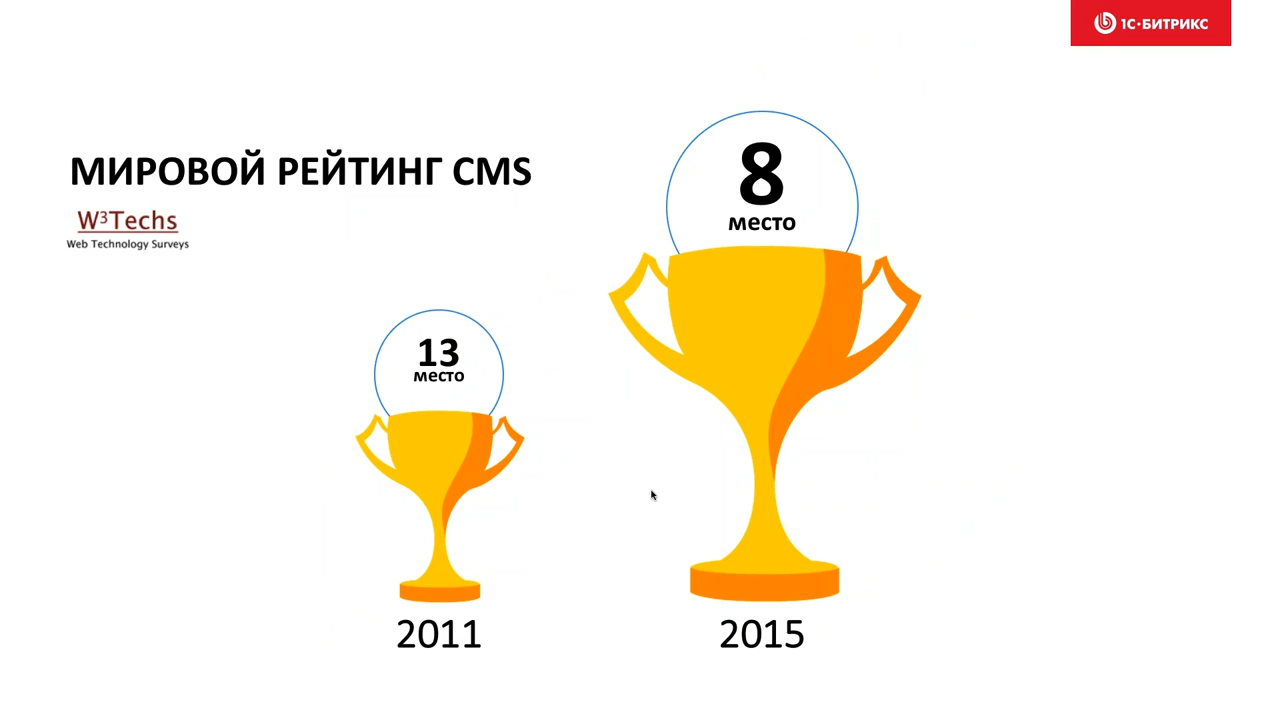 1С·БИТРИКС
МИРОВОЙ РЕЙТИНГ CMS
W³Techs
Web Technology Surveys
8
место
13
место
2011
2015